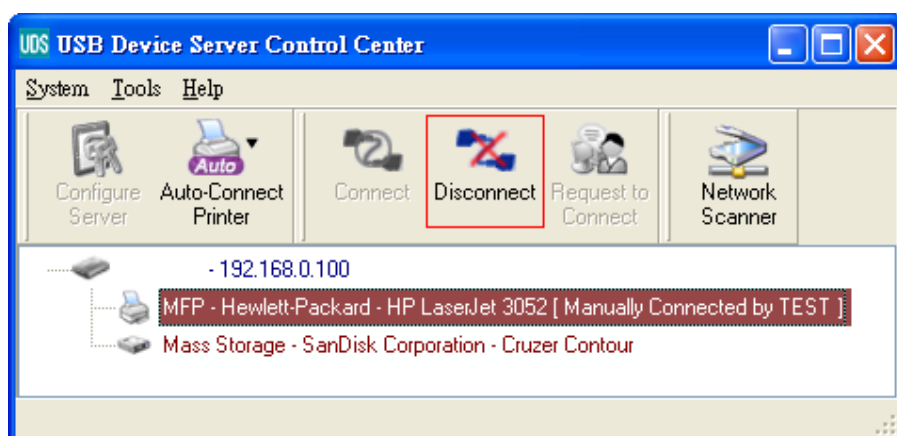 UDS USB Device Server Control Center
System Tools Help
Configure Server
Auto
Auto-Connect Printer
Connect
Disconnect
Request to Connect
Network Scanner
- 192.168.0.100
MFP - Hewlett-Packard - HP LaserJet 3052 [ Manually Connected by TEST ]
Mass Storage - SanDisk Corporation - Cruzer Contour